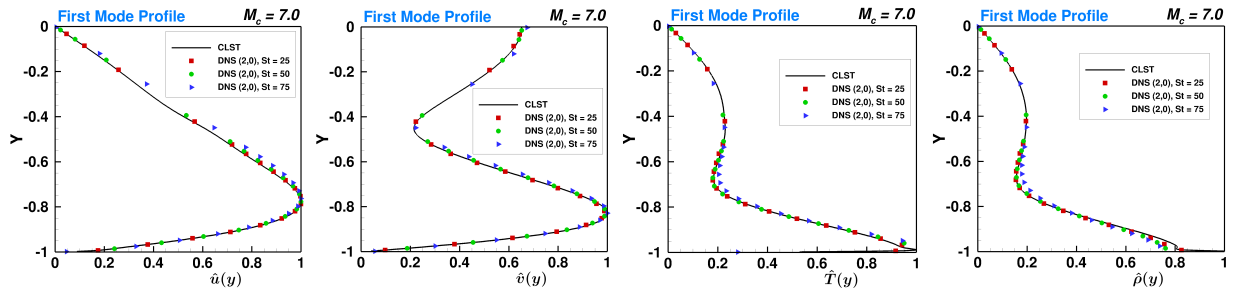 First Mode Profile M_c = 7.0
0
-0.2
-0.4
-0.6
-0.8
-1
Y
CLST
DNS (2,0), St = 25
DNS (2,0), St = 50
DNS (2,0), St = 75
0 0.2 0.4 0.6 0.8 1
û(y)
First Mode Profile M_c = 7.0
0
-0.2
-0.4
-0.6
-0.8
-1
Y
CLST
DNS (2,0), St = 25
DNS (2,0), St = 50
DNS (2,0), St = 75
0 0.2 0.4 0.6 0.8 1
v̂(y)
First Mode Profile M_c = 7.0
0
-0.2
-0.4
-0.6
-0.8
-1
Y
CLST
DNS (2,0), St = 25
DNS (2,0), St = 50
DNS (2,0), St = 75
0 0.2 0.4 0.6 0.8 1
T̂(y)
First Mode Profile M_c = 7.0
0
-0.2
-0.4
-0.6
-0.8
-1
Y
CLST
DNS (2,0), St = 25
DNS (2,0), St = 50
DNS (2,0), St = 75
0 0.2 0.4 0.6 0.8 1
ρ̂(y)